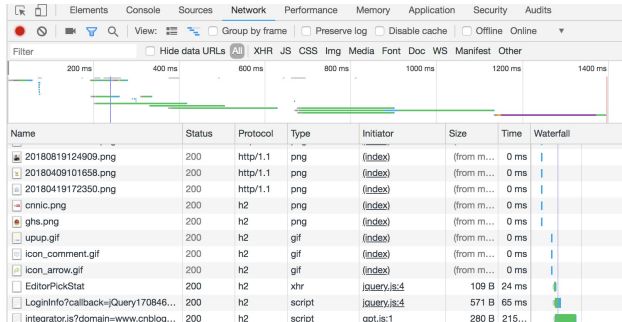 Elements Console Sources Network Performance Memory Application Security Audits
View: Group by frame Preserve log Disable cache Offline Online ▼
Filter Hide data URLs All XHR JS CSS Img Media Font Doc WS Manifest Other
200 ms 400 ms 600 ms 800 ms 1000 ms 1200 ms 1400 ms
Name Status Protocol Type Initiator Size Time Waterfall
20180819124909.png 200 http/1.1 png (index) (from m... 0 ms
20180409101658.png 200 http/1.1 png (index) (from m... 0 ms
20180419172350.png 200 http/1.1 png (index) (from m... 0 ms
cnnic.png 200 h2 png (index) (from m... 0 ms
ghs.png 200 h2 png (index) (from m... 0 ms
upup.gif 200 h2 gif (index) (from m... 0 ms
icon_comment.gif 200 h2 gif (index) (from m... 0 ms
icon_arrow.gif 200 h2 gif (index) (from m... 0 ms
EditorPickStat 200 h2 xhr jquery.js:4 109 B 24 ms
LoginInfo?callback=jQuery170846... 200 h2 script jquery.js:4 571 B 65 ms
integrator.js?domain=www.cnblog... 200 h2 script gpt.js:1 280 B 215...